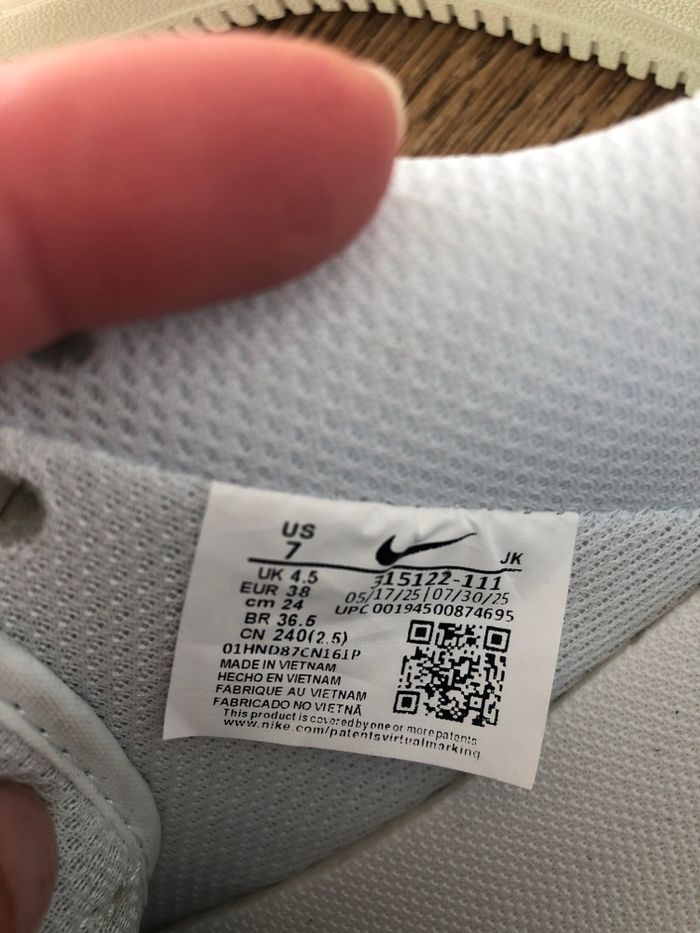 US
7
JK
UK 4.5
EUR 38
cm 24
BR 36.5
CN 240(2.5)
315122-111
05/17/25|07/30/25
UPC 00194500874695
01HND87CN161P
MADE IN VIETNAM
HECHO EN VIETNAM
FABRIQUE AU VIETNAM
FABRICADO NO VIETNÃ
This product is covered by one or more patents
www.nike.com/patentsvirtualmarking